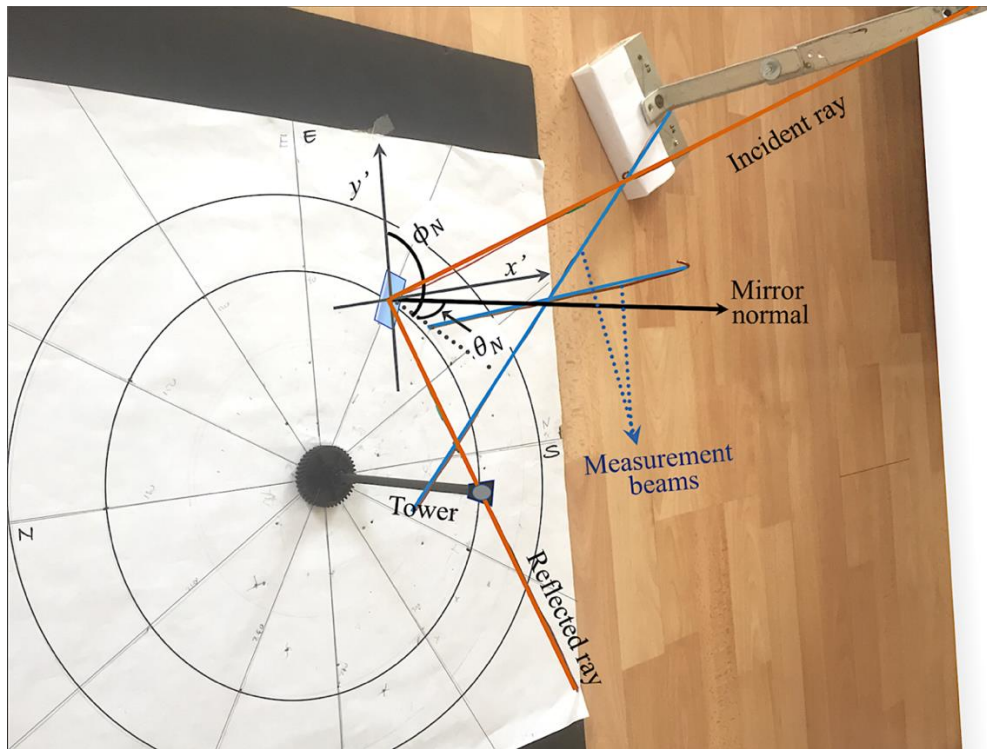 E
E
y'
ϕN
x'
Incident ray
Mirror
normal
θN
S
Measurement
beams
Tower
N
Reflected ray